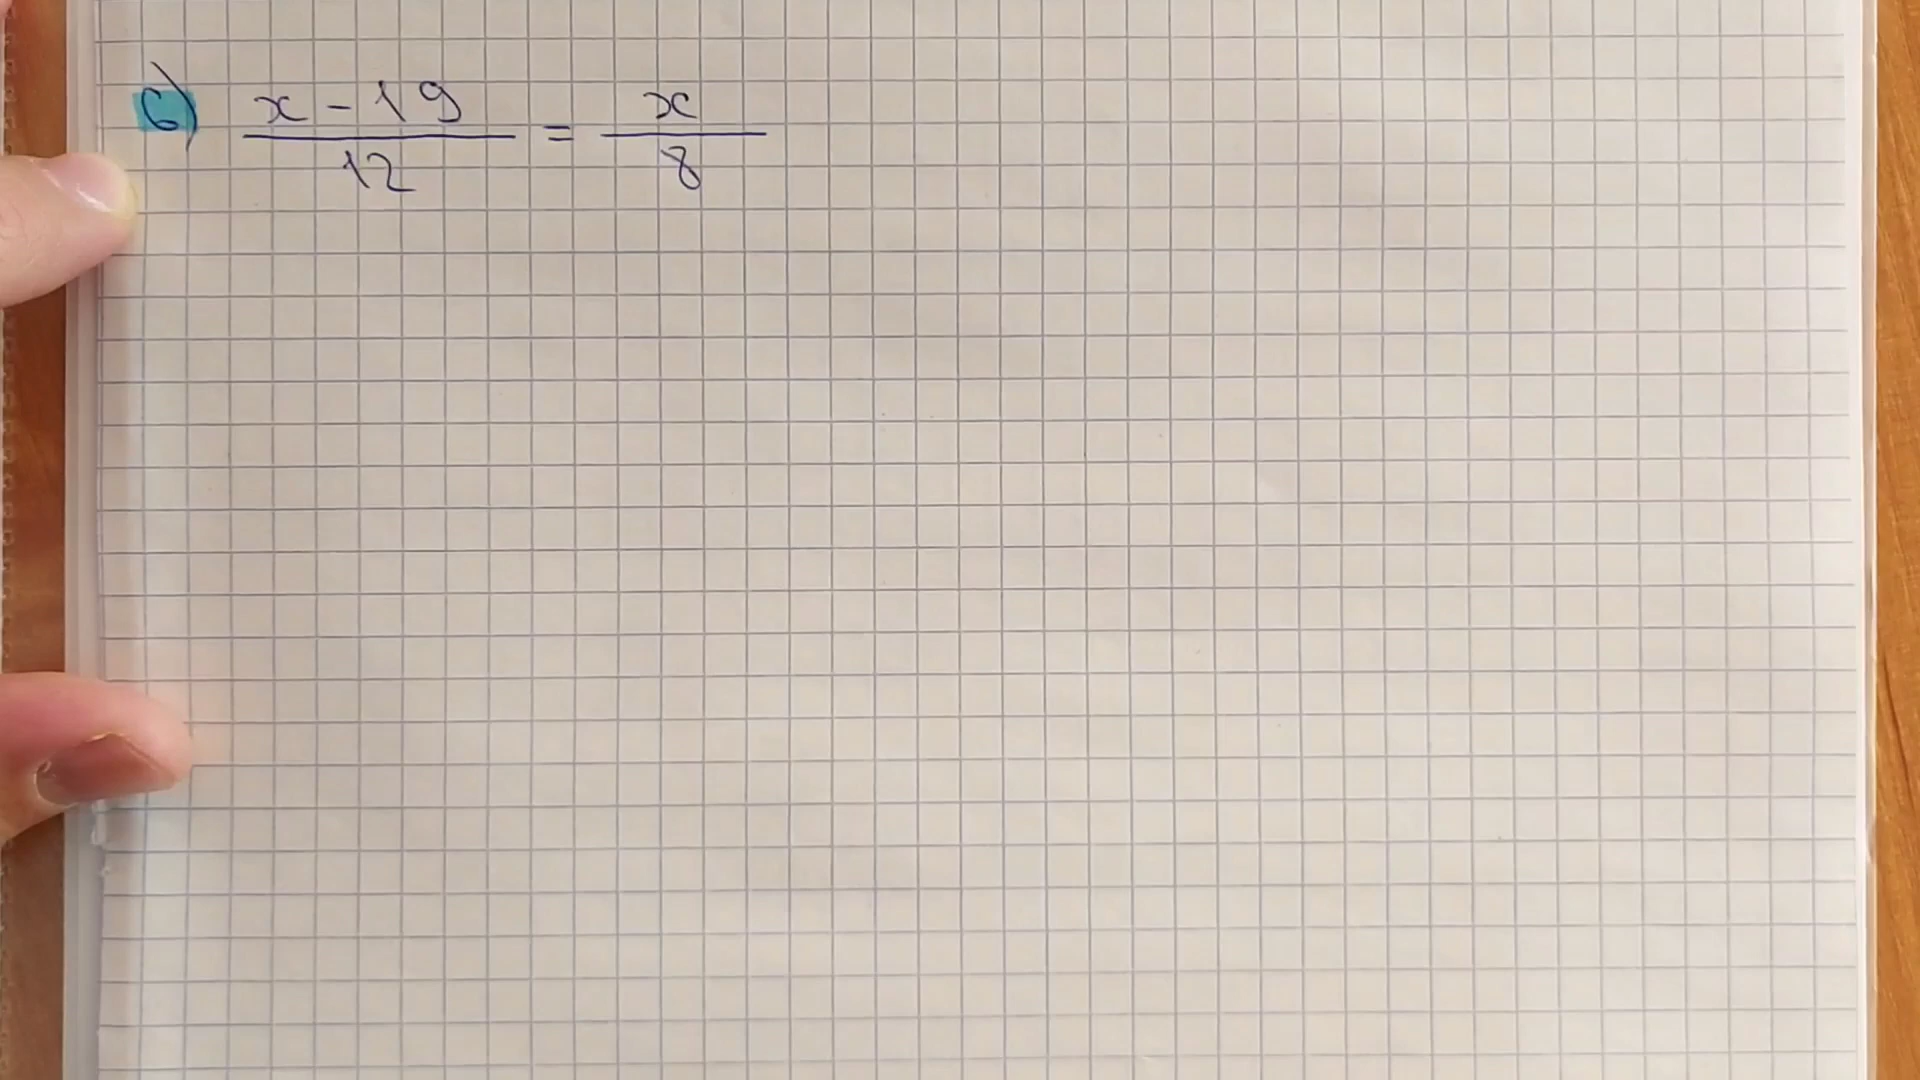 6) x - 19 / 12 = x / 8